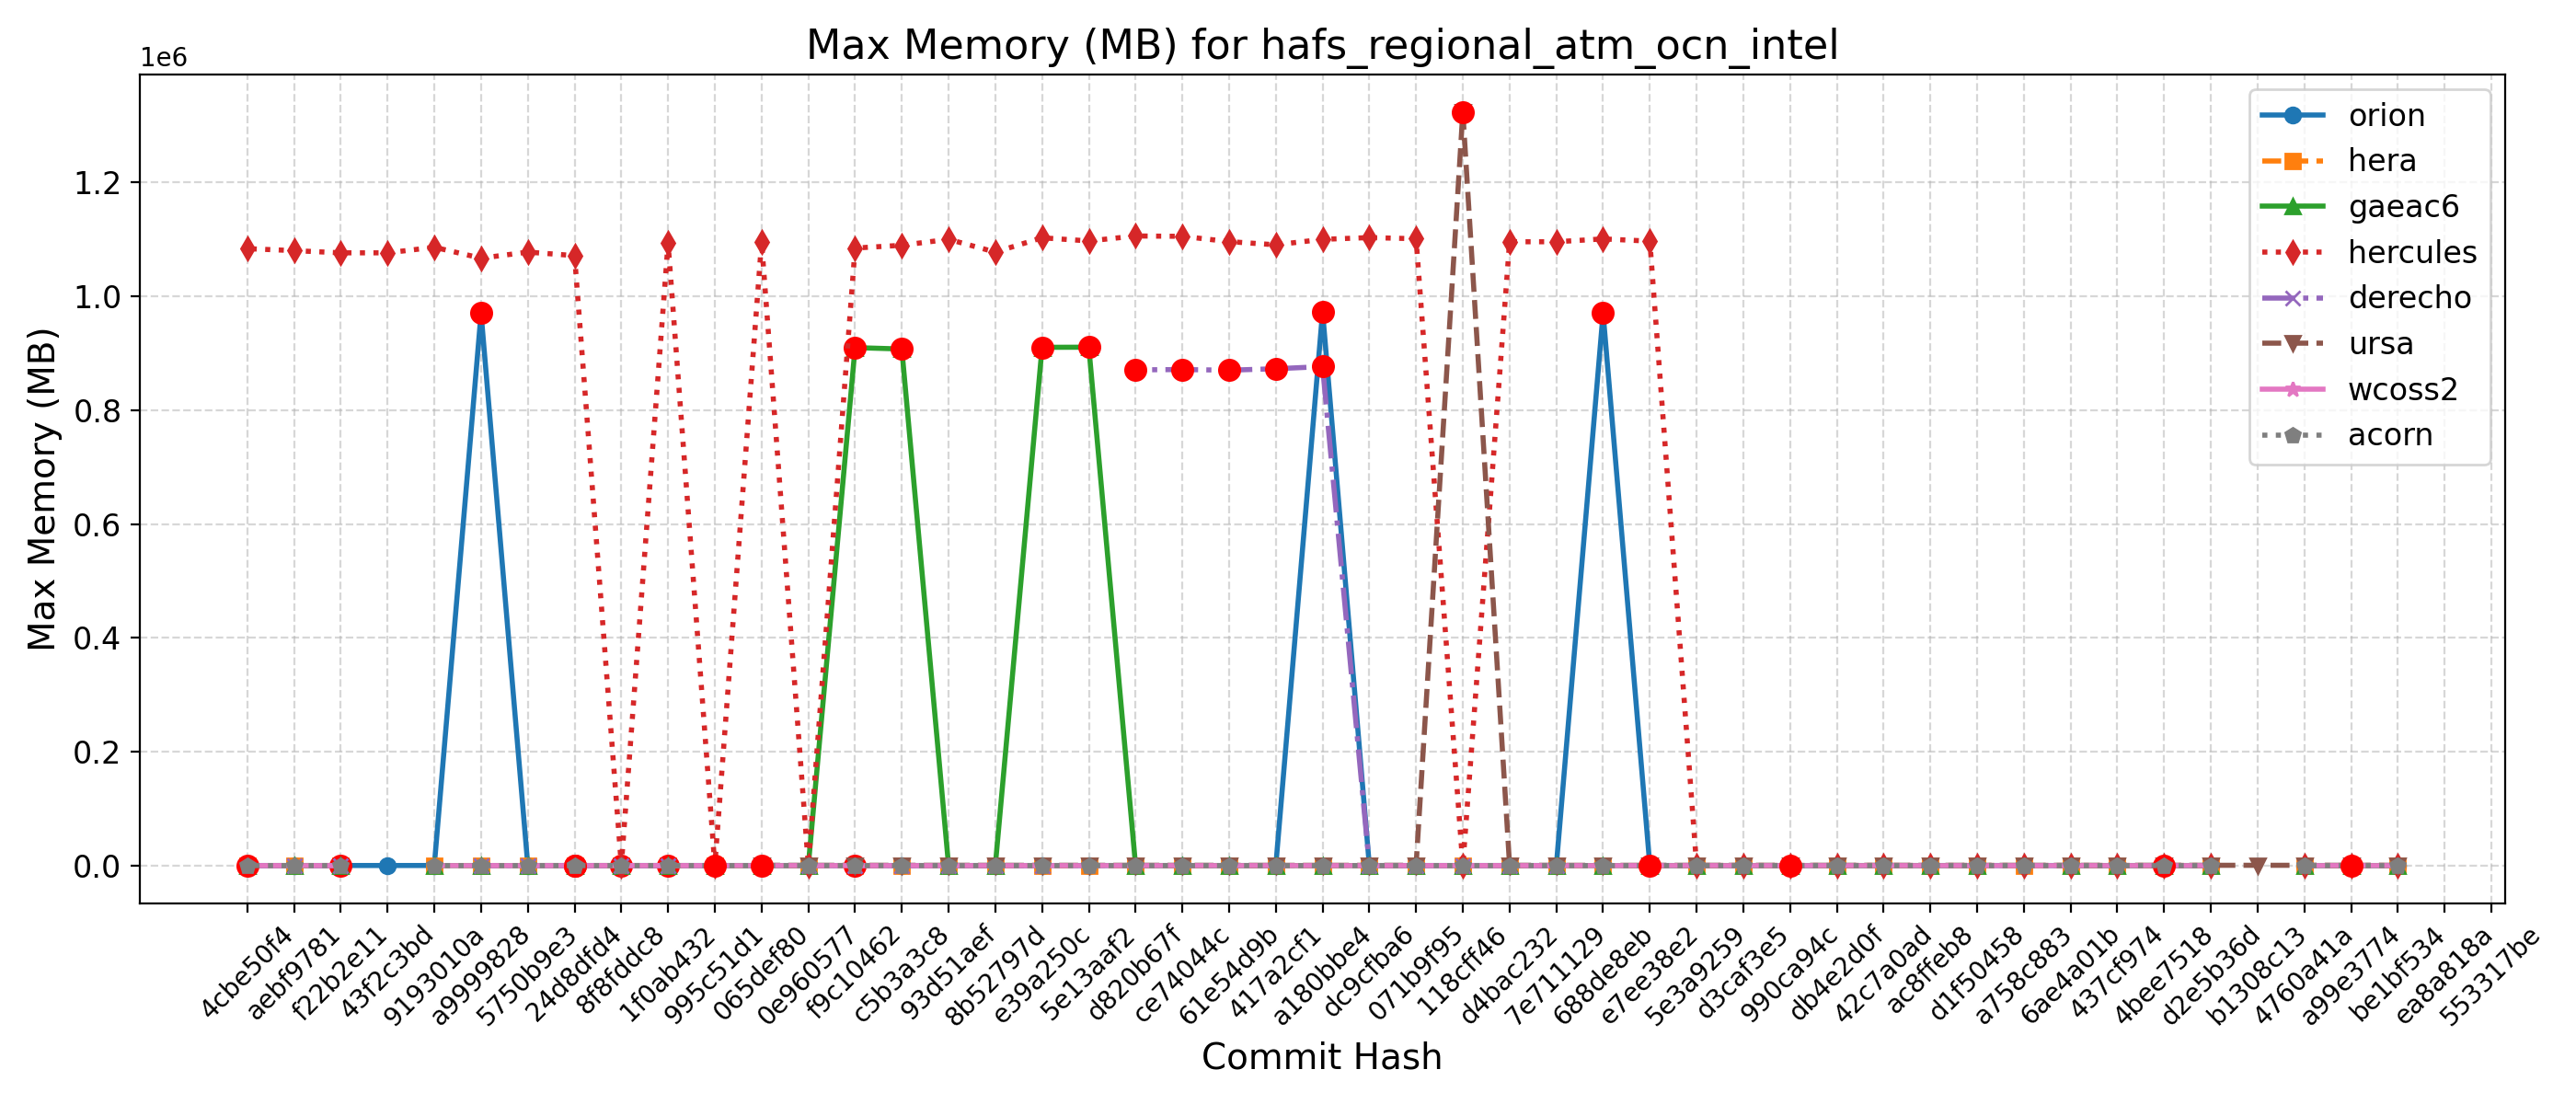 Max Memory (MB) for hafs_regional_atm_ocn_intel
1e6
1.2
1.0
0.8
0.6
0.4
0.2
0.0
Max Memory (MB)
orion
hera
gaeac6
hercules
derecho
ursa
wcoss2
acorn
4cbe50f4
aebf9781
f22b2e11
43f2c3bd
9193010a
a9999828
5750b9e3
24d8dfd4
8f8fddc8
1f0ab432
995c51d1
065def80
0e960577
f9c10462
c5b3a3c8
93d51aef
8b52797d
e39a250c
5e13aaf2
d820b67f
ce74044c
61e54d9b
417a2cf1
a180bbe4
dc9cfba6
071b9f95
118cff46
d4bac232
7e711129
688de8eb
e7ee38e2
5e3a9259
d3caf3e5
990ca94c
db4e2d0f
42c7a0ad
ac8ffeb8
d1f50458
a758c883
6ae4a01b
437cf974
4bee7518
d2e5b36d
b1308c13
4760a41a
a99e3774
be1bf534
ea8a818a
553317be
Commit Hash